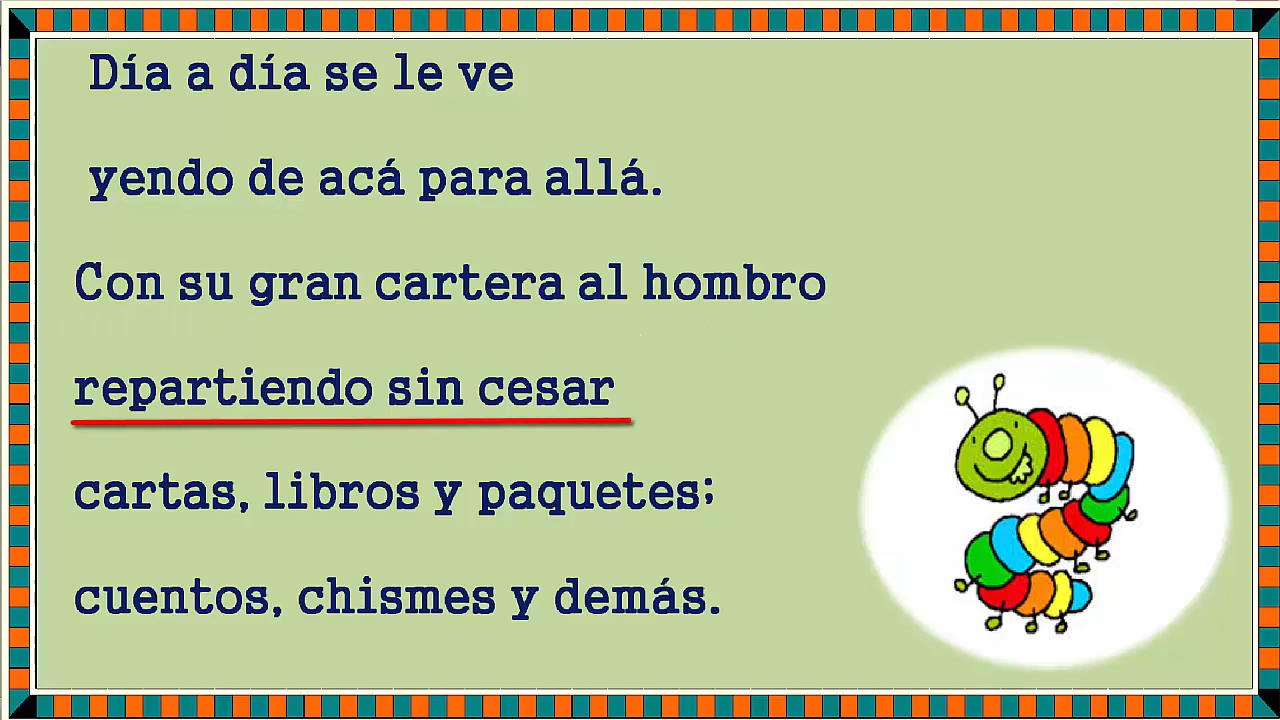 Día a día se le ve
yendo de acá para allá.
Con su gran cartera al hombro
repartiendo sin cesar
cartas, libros y paquetes;
cuentos, chismes y demás.